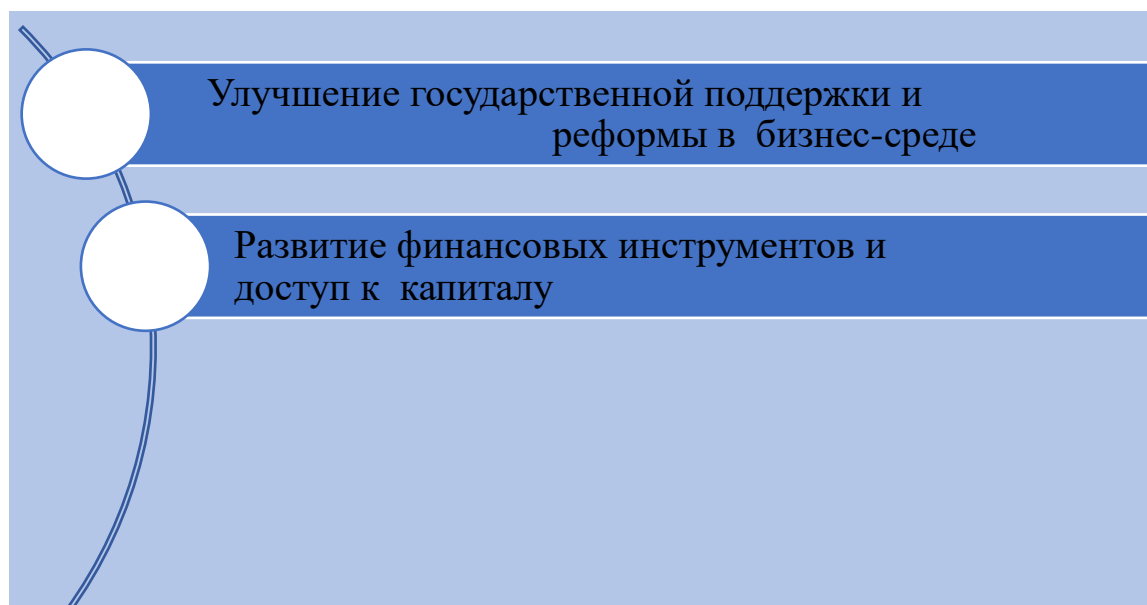 Улучшение государственной поддержки и
реформы в бизнес-среде
Развитие финансовых инструментов и
доступ к капиталу